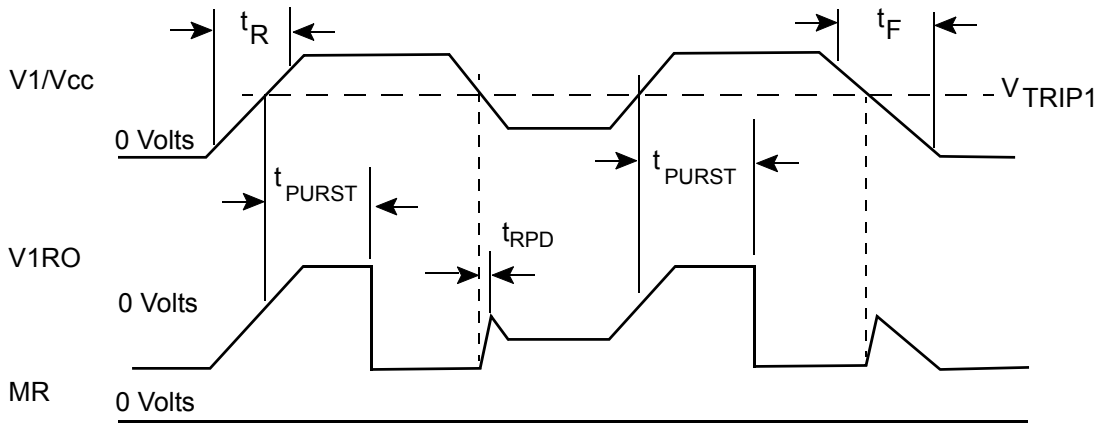 tR
tF
V1/Vcc
VTRIP1
0 Volts
tPURST
tPURST
V1RO
tRPD
0 Volts
MR
0 Volts